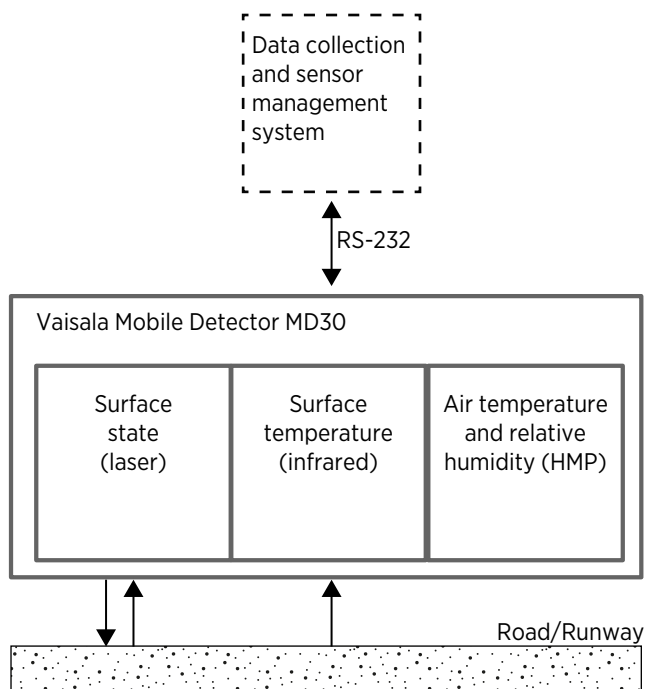 Data collection
and sensor
management
system
RS-232
Vaisala Mobile Detector MD30
Surface
state
(laser)
Surface
temperature
(infrared)
Air temperature
and relative
humidity (HMP)
Road/Runway